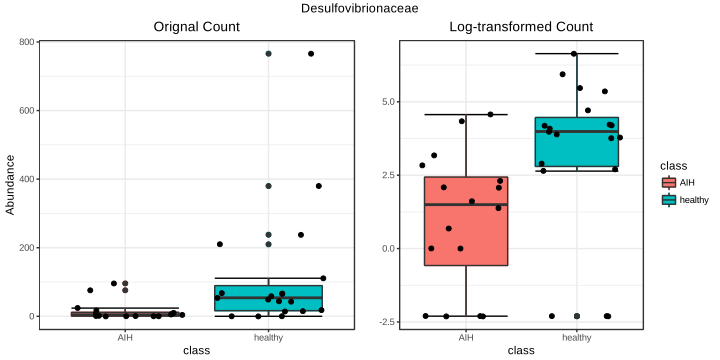 Desulfovibrionaceae
Orignal Count
Log-transformed Count
Abundance
800
600
400
200
0
AIH
healthy
class
5.0
2.5
0.0
-2.5
AIH
healthy
class
class
AIH
healthy